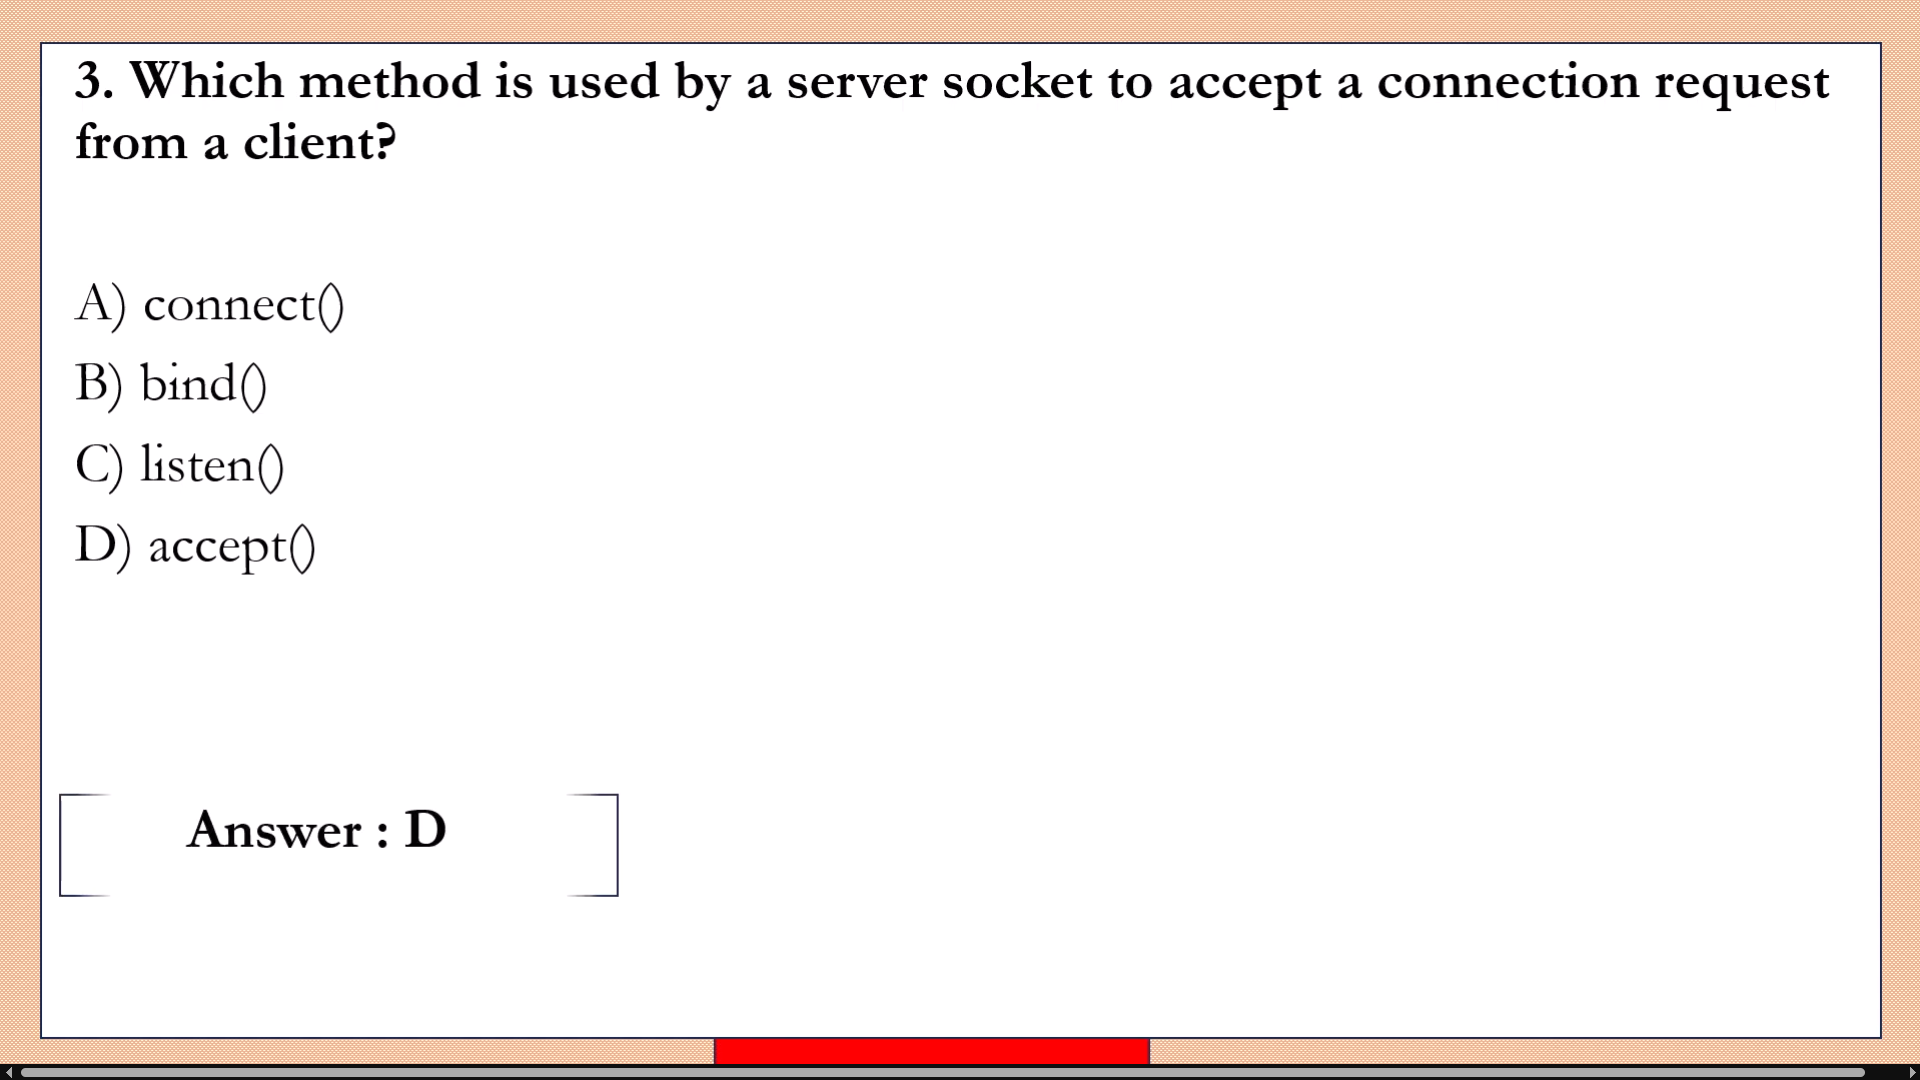 3. Which method is used by a server socket to accept a connection request
from a client?
A) connect()
B) bind()
C) listen()
D) accept()
Answer : D